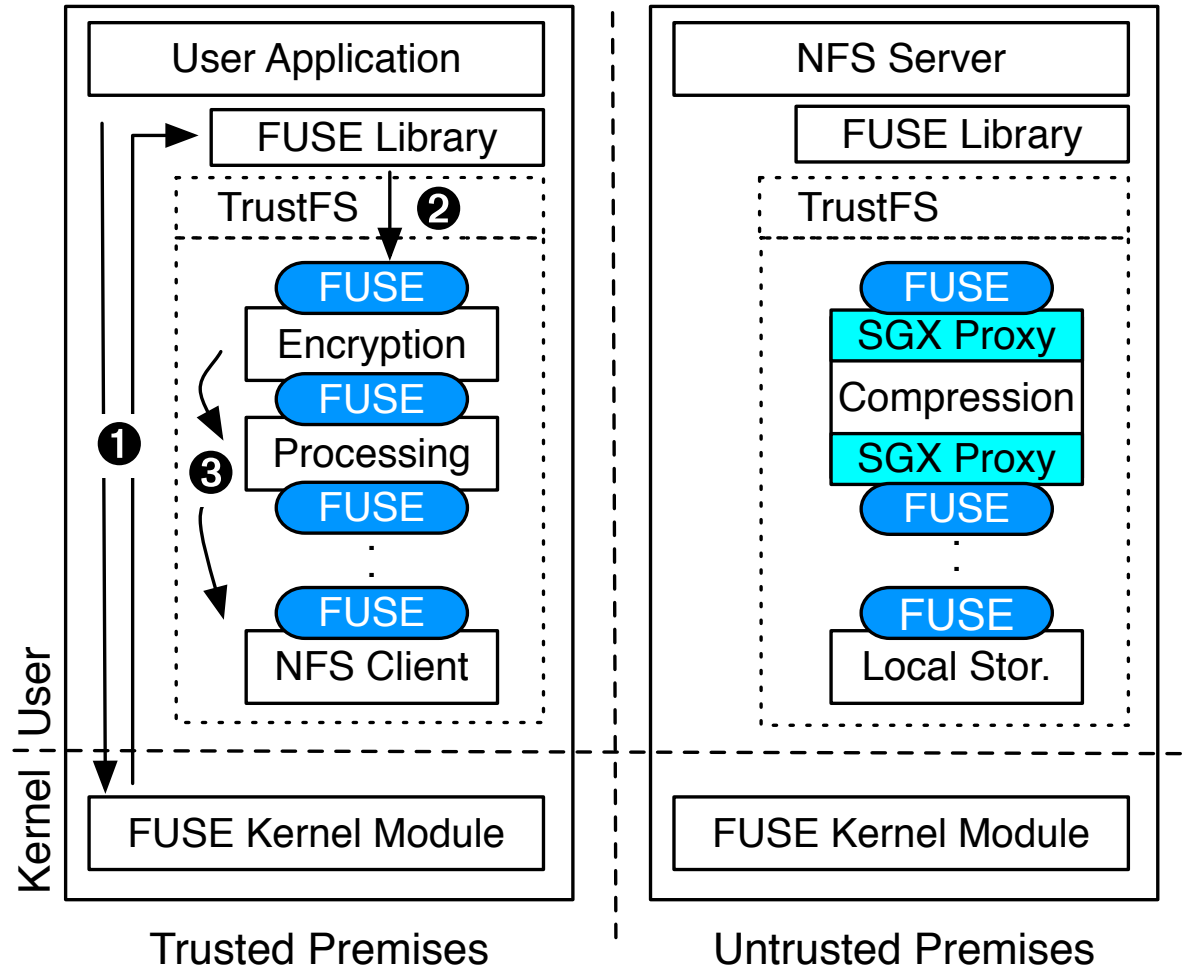 User Application
FUSE Library
TrustFS
❷
FUSE
Encryption
FUSE
❶
Processing
❸
FUSE
.
.
FUSE
NFS Client
User
Kernel
FUSE Kernel Module
Trusted Premises
NFS Server
FUSE Library
TrustFS
FUSE
SGX Proxy
Compression
SGX Proxy
FUSE
.
.
FUSE
Local Stor.
FUSE Kernel Module
Untrusted Premises